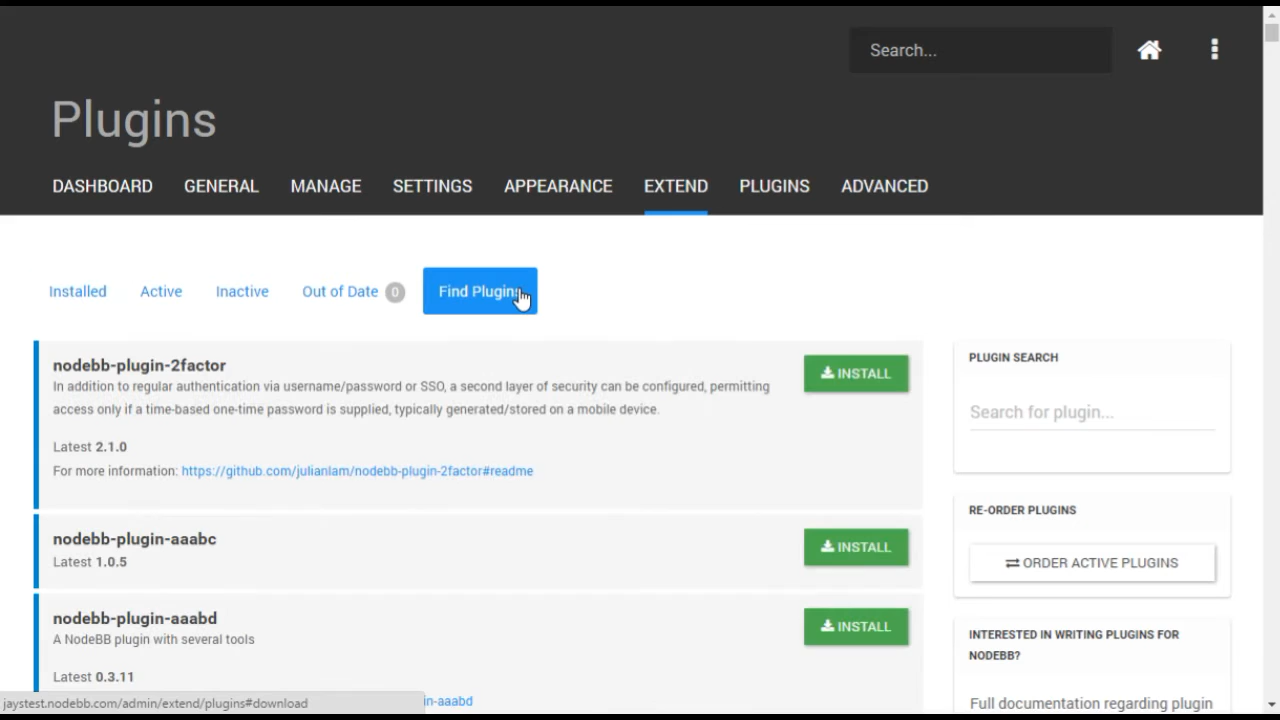 Search...
Plugins
DASHBOARD GENERAL MANAGE SETTINGS APPEARANCE EXTEND PLUGINS ADVANCED
Installed Active Inactive Out of Date 0 Find Plugins
nodebb-plugin-2factor
INSTALL
In addition to regular authentication via username/password or SSO, a second layer of security can be configured, permitting
access only if a time-based one-time password is supplied, typically generated/stored on a mobile device.
Latest 2.1.0
For more information: https://github.com/julianlam/nodebb-plugin-2factor#readme
nodebb-plugin-aaabc
INSTALL
Latest 1.0.5
nodebb-plugin-aaabd
INSTALL
A NodeBB plugin with several tools
Latest 0.3.11
in-aaabd
PLUGIN SEARCH
Search for plugin...
RE-ORDER PLUGINS
ORDER ACTIVE PLUGINS
INTERESTED IN WRITING PLUGINS FOR
NODEBB?
Full documentation regarding plugin
jaystest.nodebb.com/admin/extend/plugins#download